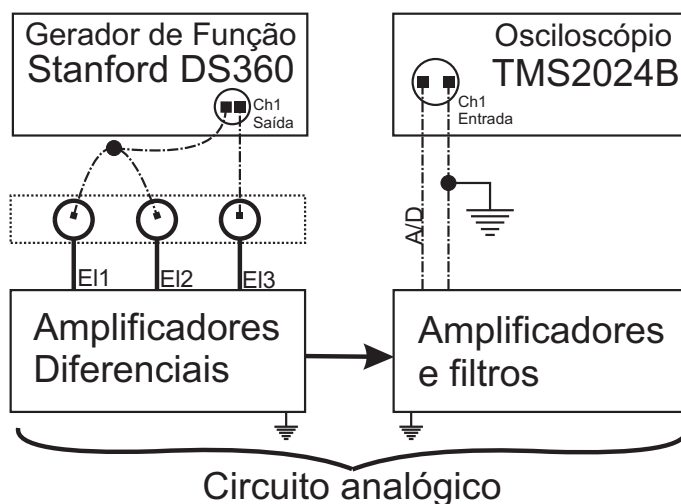 Gerador de Função
Stanford DS360
Ch1
Saída
Osciloscópio
TMS2024B
Ch1
Entrada
A/D
El1
El2
El3
Amplificadores
Diferenciais
Amplificadores
e filtros
Circuito analógico